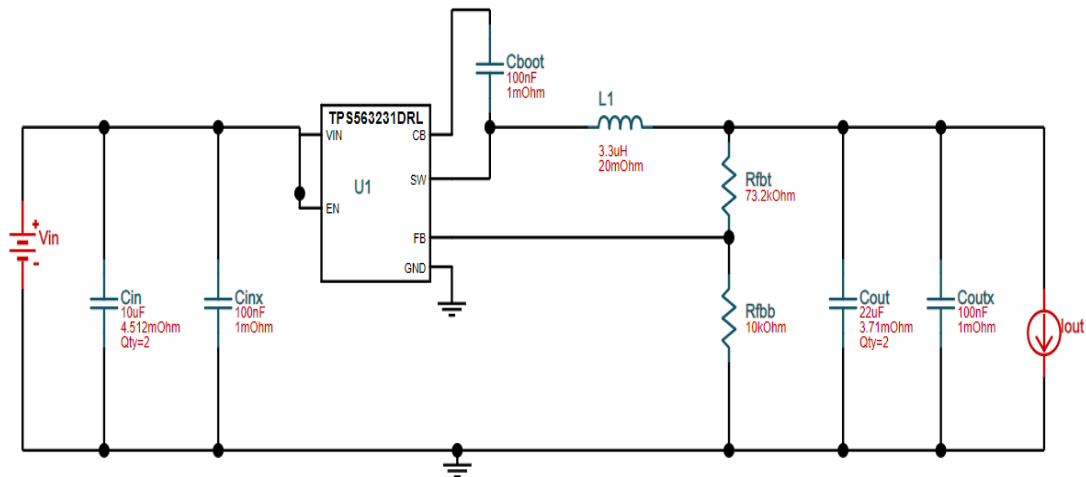 Cboot
100nF
1mOhm
L1
3.3uH
20mOhm
TPS563231DRL
VIN
CB
U1
SW
EN
FB
GND
Rfbt
73.2kOhm
+
Vin
-
Cin
10uF
4.512mOhm
Qty=2
Cinx
100nF
1mOhm
Rfbb
10kOhm
Cout
22uF
3.71mOhm
Qty=2
Coutx
100nF
1mOhm
Iout